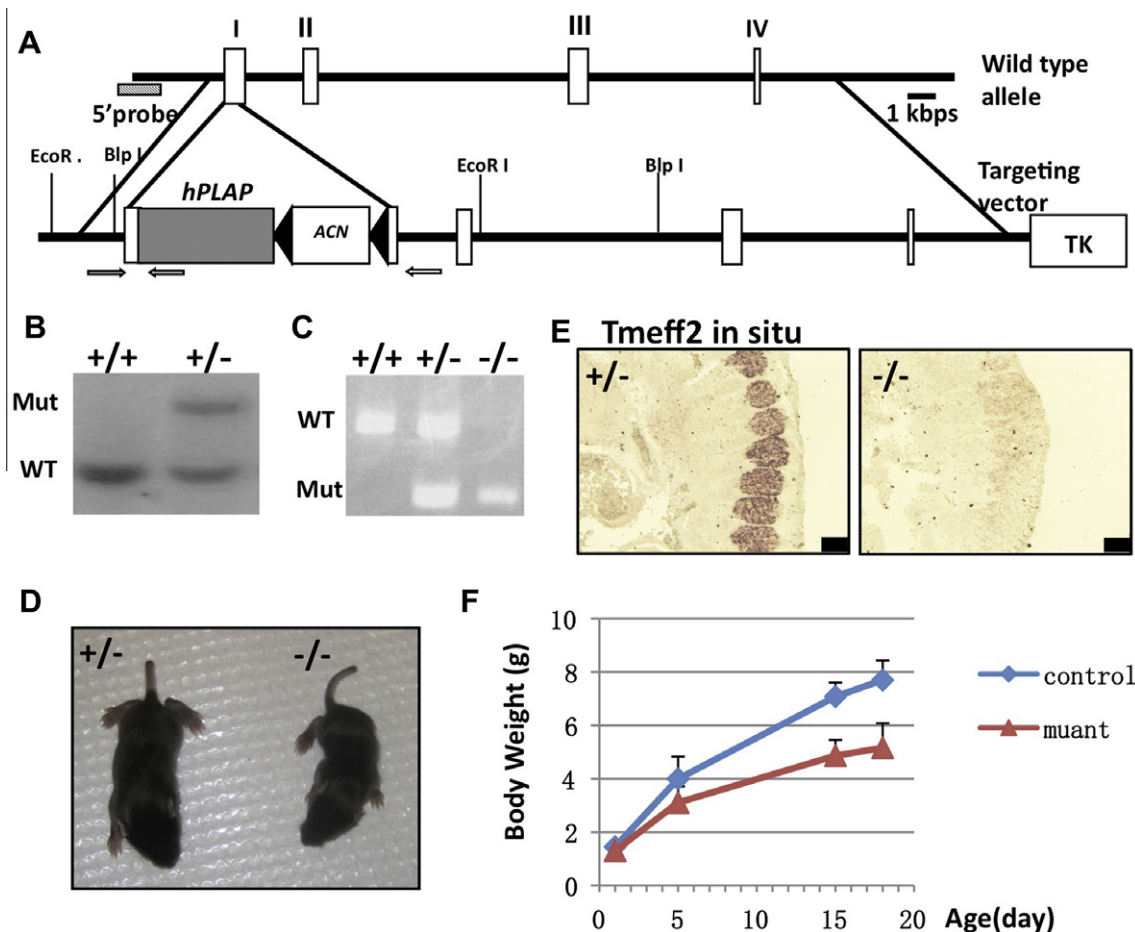 A
I
II
III
IV
Wild type
allele
5'probe
1 kbps
EcoR .
Blp I
hPLAP
ACN
EcoR I
Blp I
Targeting
vector
TK
B
+/+
+/-
Mut
WT
C
+/+
+/-
-/-
WT
Mut
E
Tmeff2 in situ
+/-
-/-
D
+/-
-/-
F
Body Weight (g)
10
8
6
4
2
0
0
5
10
15
20
Age(day)
control
muant